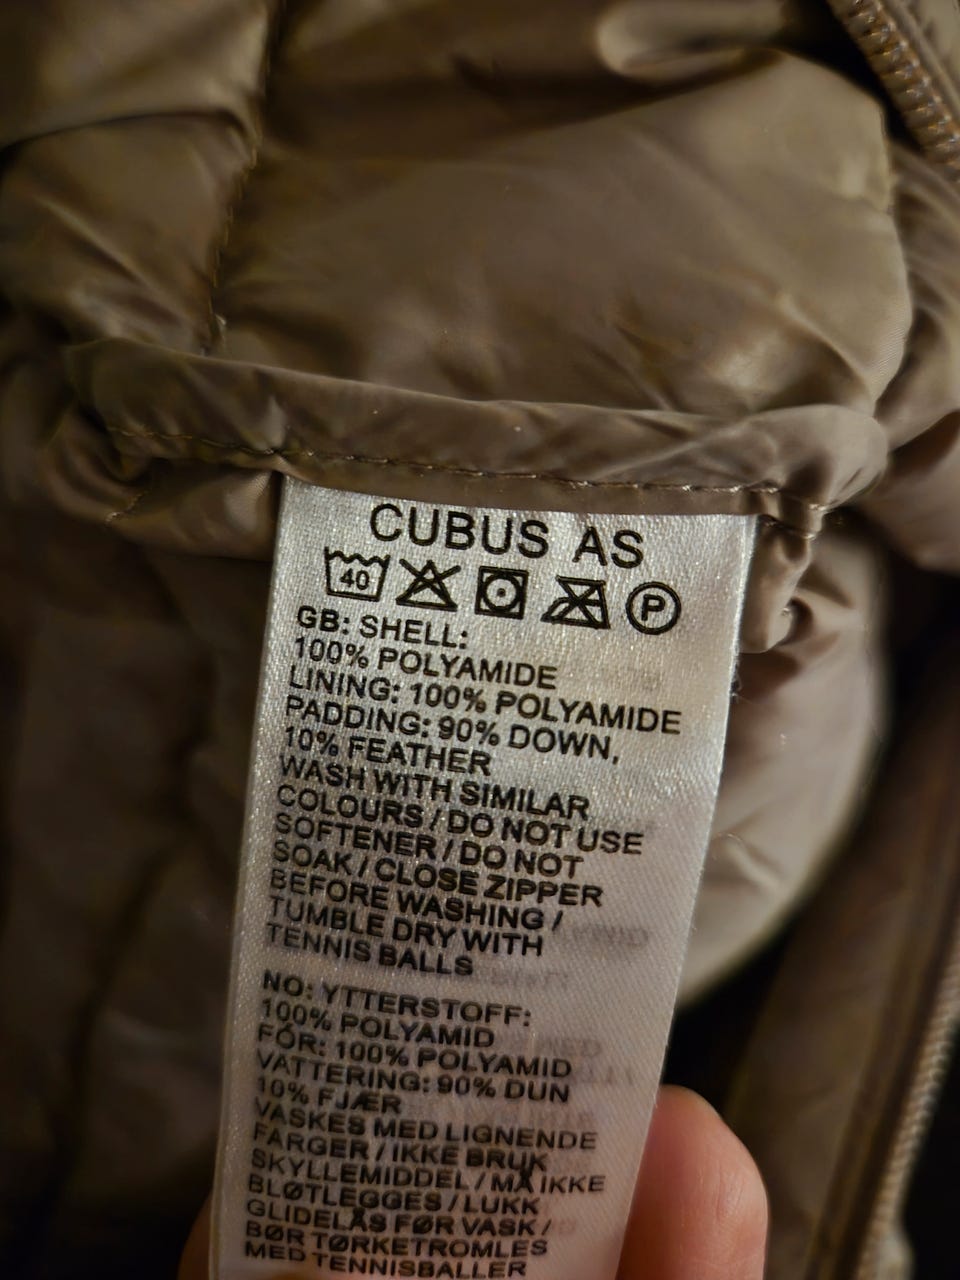 CUBUS AS
40 P
GB: SHELL:
100% POLYAMIDE
LINING: 100% POLYAMIDE
PADDING: 90% DOWN,
10% FEATHER
WASH WITH SIMILAR
COLOURS / DO NOT USE
SOFTENER / DO NOT
SOAK / CLOSE ZIPPER
BEFORE WASHING /
TUMBLE DRY WITH
TENNIS BALLS
NO: YTTERSTOFF:
100% POLYAMID
FÓR: 100% POLYAMID
VATTERING: 90% DUN
10% FJÆR
VASKES MED LIGNENDE
FARGER / IKKE BRUK
SKYLLEMIDDEL / MÅ IKKE
BLØTLEGGES / LUKK
GLIDELÅS FØR VASK /
BØR TØRKETROMLES
MED TENNISBALLER